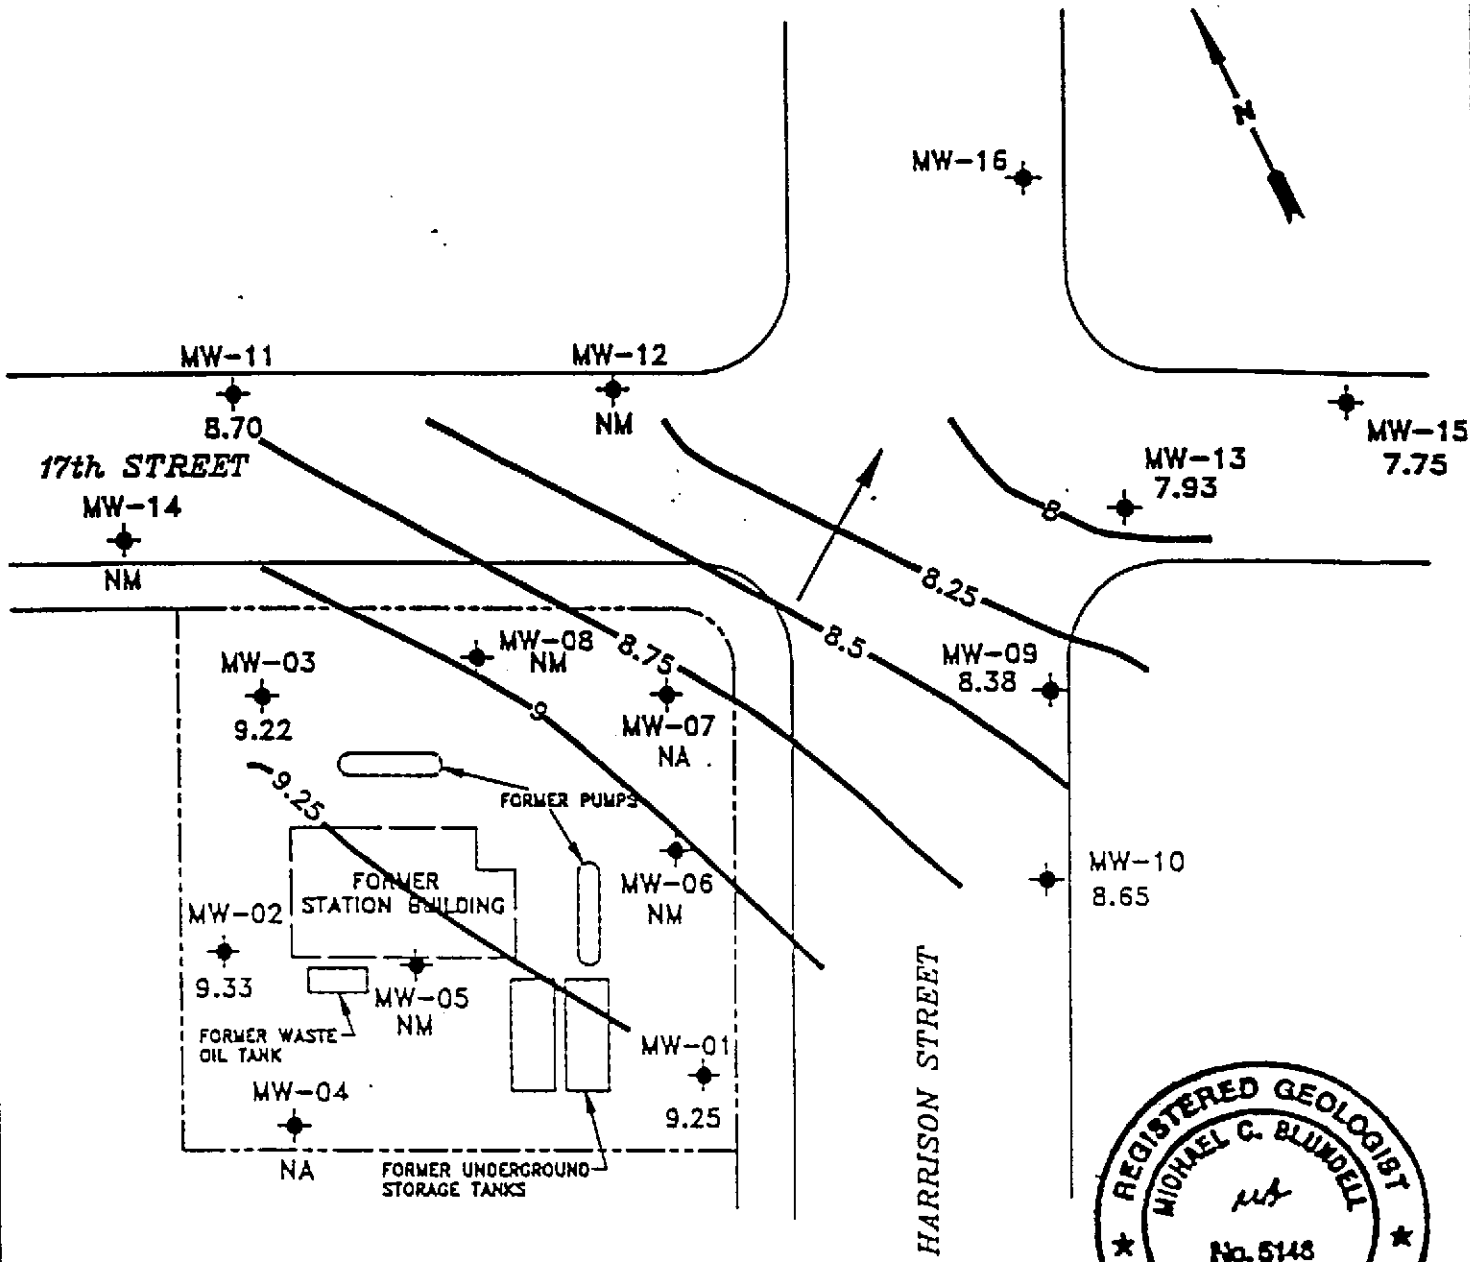 N
MW-16
MW-11
8.70
MW-12
NM
MW-15
7.75
MW-13
7.93
17th STREET
MW-14
NM
8
8.25
8.5
8.75
9
9.25
MW-08
NM
MW-03
9.22
MW-07
NA
MW-09
8.38
FORMER PUMPS
FORMER
STATION BUILDING
MW-06
NM
MW-10
8.65
MW-02
9.33
MW-05
NM
FORMER WASTE
OIL TANK
MW-01
9.25
MW-04
NA
FORMER UNDERGROUND
STORAGE TANKS
HARRISON STREET
REGISTERED GEOLOGIST
MICHAEL C. BLUNDELL
No. 5148